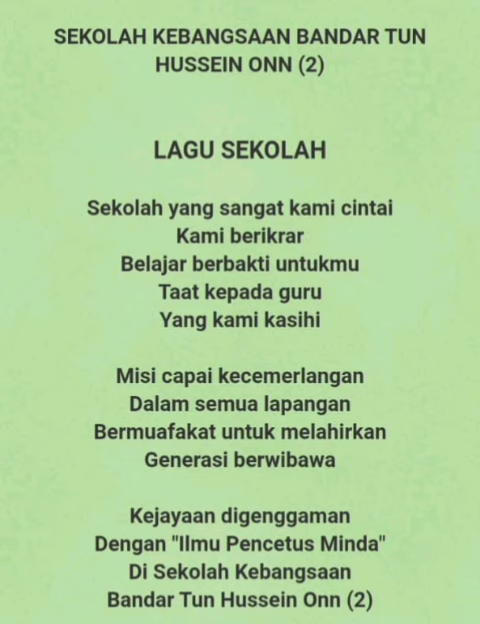 SEKOLAH KEBANGSAAN BANDAR TUN
HUSSEIN ONN (2)
LAGU SEKOLAH
Sekolah yang sangat kami cintai
Kami berikrar
Belajar berbakti untukmu
Taat kepada guru
Yang kami kasihi
Misi capai kecemerlangan
Dalam semua lapangan
Bermuafakat untuk melahirkan
Generasi berwibawa
Kejayaan digenggaman
Dengan "Ilmu Pencetus Minda"
Di Sekolah Kebangsaan
Bandar Tun Hussein Onn (2)